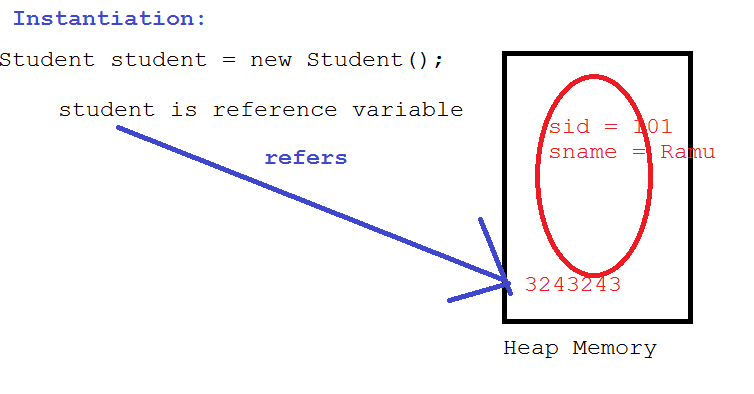 Instantiation:
Student student = new Student();
student is reference variable
refers
sid = 101
sname = Ramu
3243243
Heap Memory